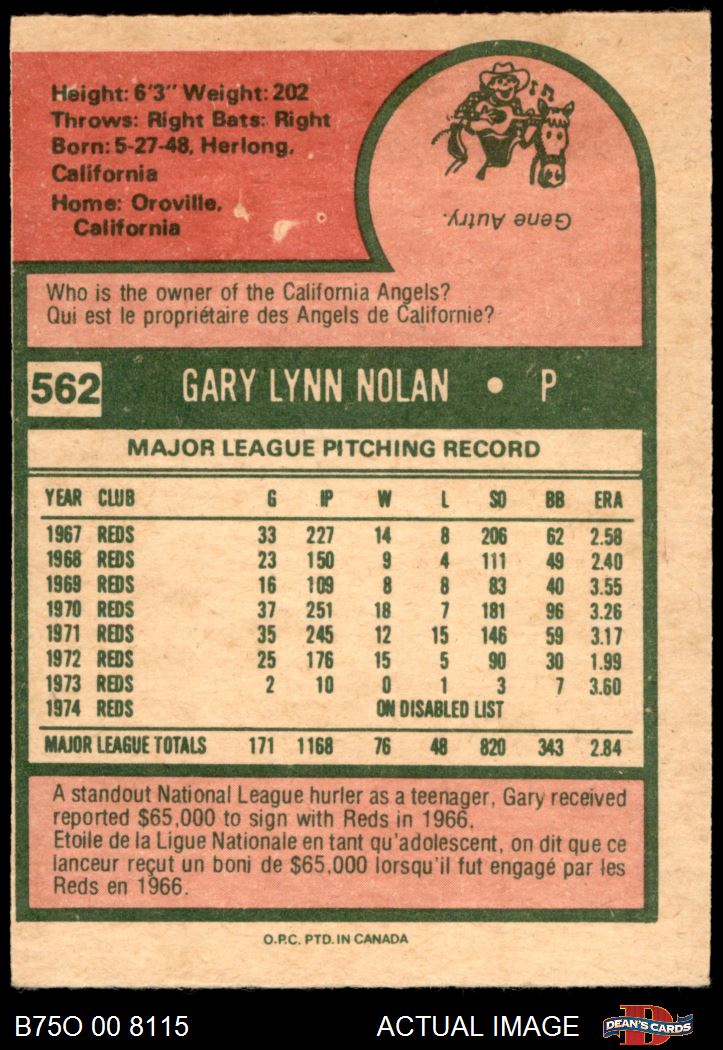 Height: 6'3" Weight: 202
Throws: Right Bats: Right
Born: 5-27-48, Herlong,
California
Home: Oroville,
California
Gene Autry.
Who is the owner of the California Angels?
Qui est le propriétaire des Angels de Californie?
562 GARY LYNN NOLAN • P
MAJOR LEAGUE PITCHING RECORD
YEAR CLUB G IP W L SO BB ERA
1967 REDS 33 227 14 8 206 62 2.58
1968 REDS 23 150 9 4 111 49 2.40
1969 REDS 16 109 8 8 83 40 3.55
1970 REDS 37 251 18 7 181 96 3.26
1971 REDS 35 245 12 15 146 59 3.17
1972 REDS 25 176 15 5 90 30 1.99
1973 REDS 2 10 0 1 3 7 3.60
1974 REDS ON DISABLED LIST
MAJOR LEAGUE TOTALS 171 1168 76 48 820 343 2.84
A standout National League hurler as a teenager, Gary received
reported $65,000 to sign with Reds in 1966.
Etoile de la Ligue Nationale en tant qu'adolescent, on dit que ce
lanceur reçut un boni de $65,000 lorsqu'il fut engagé par les
Reds en 1966.
O.P.C. PTD. IN CANADA
B75O 00 8115 ACTUAL IMAGE D DEAN'S CARDS